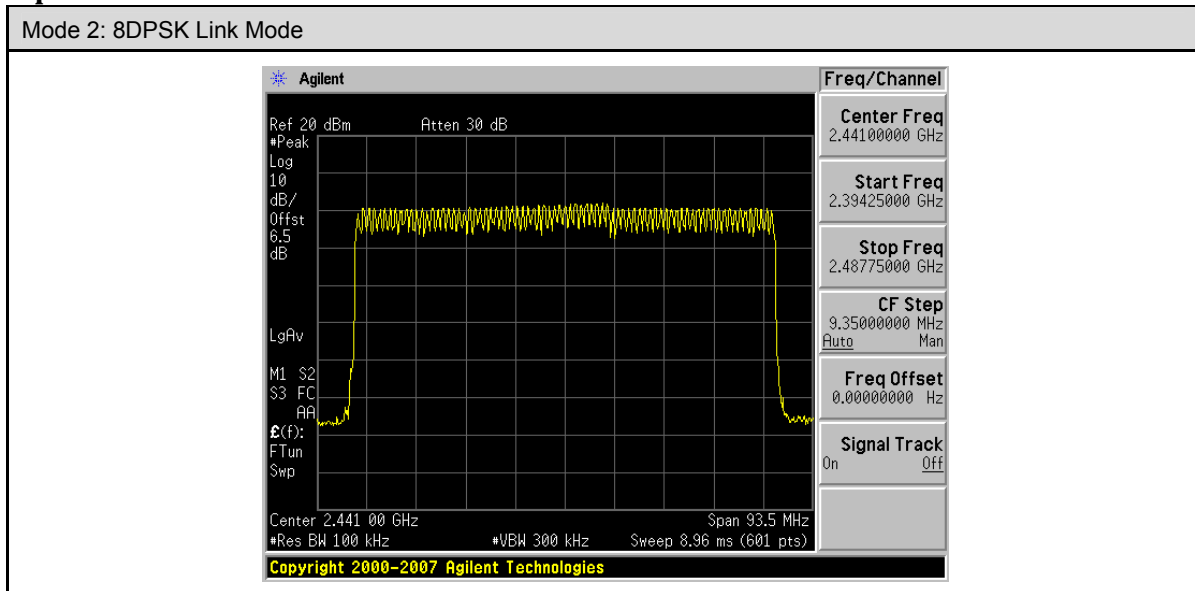 Mode 2: 8DPSK Link Mode
Agilent
Freq/Channel
Ref 20 dBm Atten 30 dB
#Peak
Log
10
dB/
Offst
6.5
dB
LgAv
M1 S2
S3 FC
AA
£(f):
FTun
Swp
Center 2.441 00 GHz Span 93.5 MHz
#Res BW 100 kHz #VBW 300 kHz Sweep 8.96 ms (601 pts)
Copyright 2000-2007 Agilent Technologies
Center Freq
2.44100000 GHz
Start Freq
2.39425000 GHz
Stop Freq
2.48775000 GHz
CF Step
9.35000000 MHz
Auto Man
Freq Offset
0.00000000 Hz
Signal Track
On Off